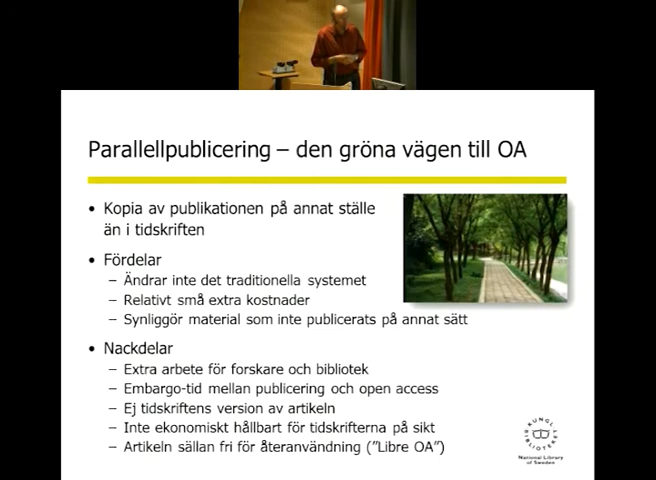 Parallellpublicering – den gröna vägen till OA
• Kopia av publikationen på annat ställe
än i tidskriften
• Fördelar
– Ändrar inte det traditionella systemet
– Relativt små extra kostnader
– Synliggör material som inte publicerats på annat sätt
• Nackdelar
– Extra arbete för forskare och bibliotek
– Embargo-tid mellan publicering och open access
– Ej tidskriftens version av artikeln
– Inte ekonomiskt hållbart för tidskrifterna på sikt
– Artikeln sällan fri för återanvändning ("Libre OA")
KUNGL.
BIBLIOTEKET
National Library
of Sweden